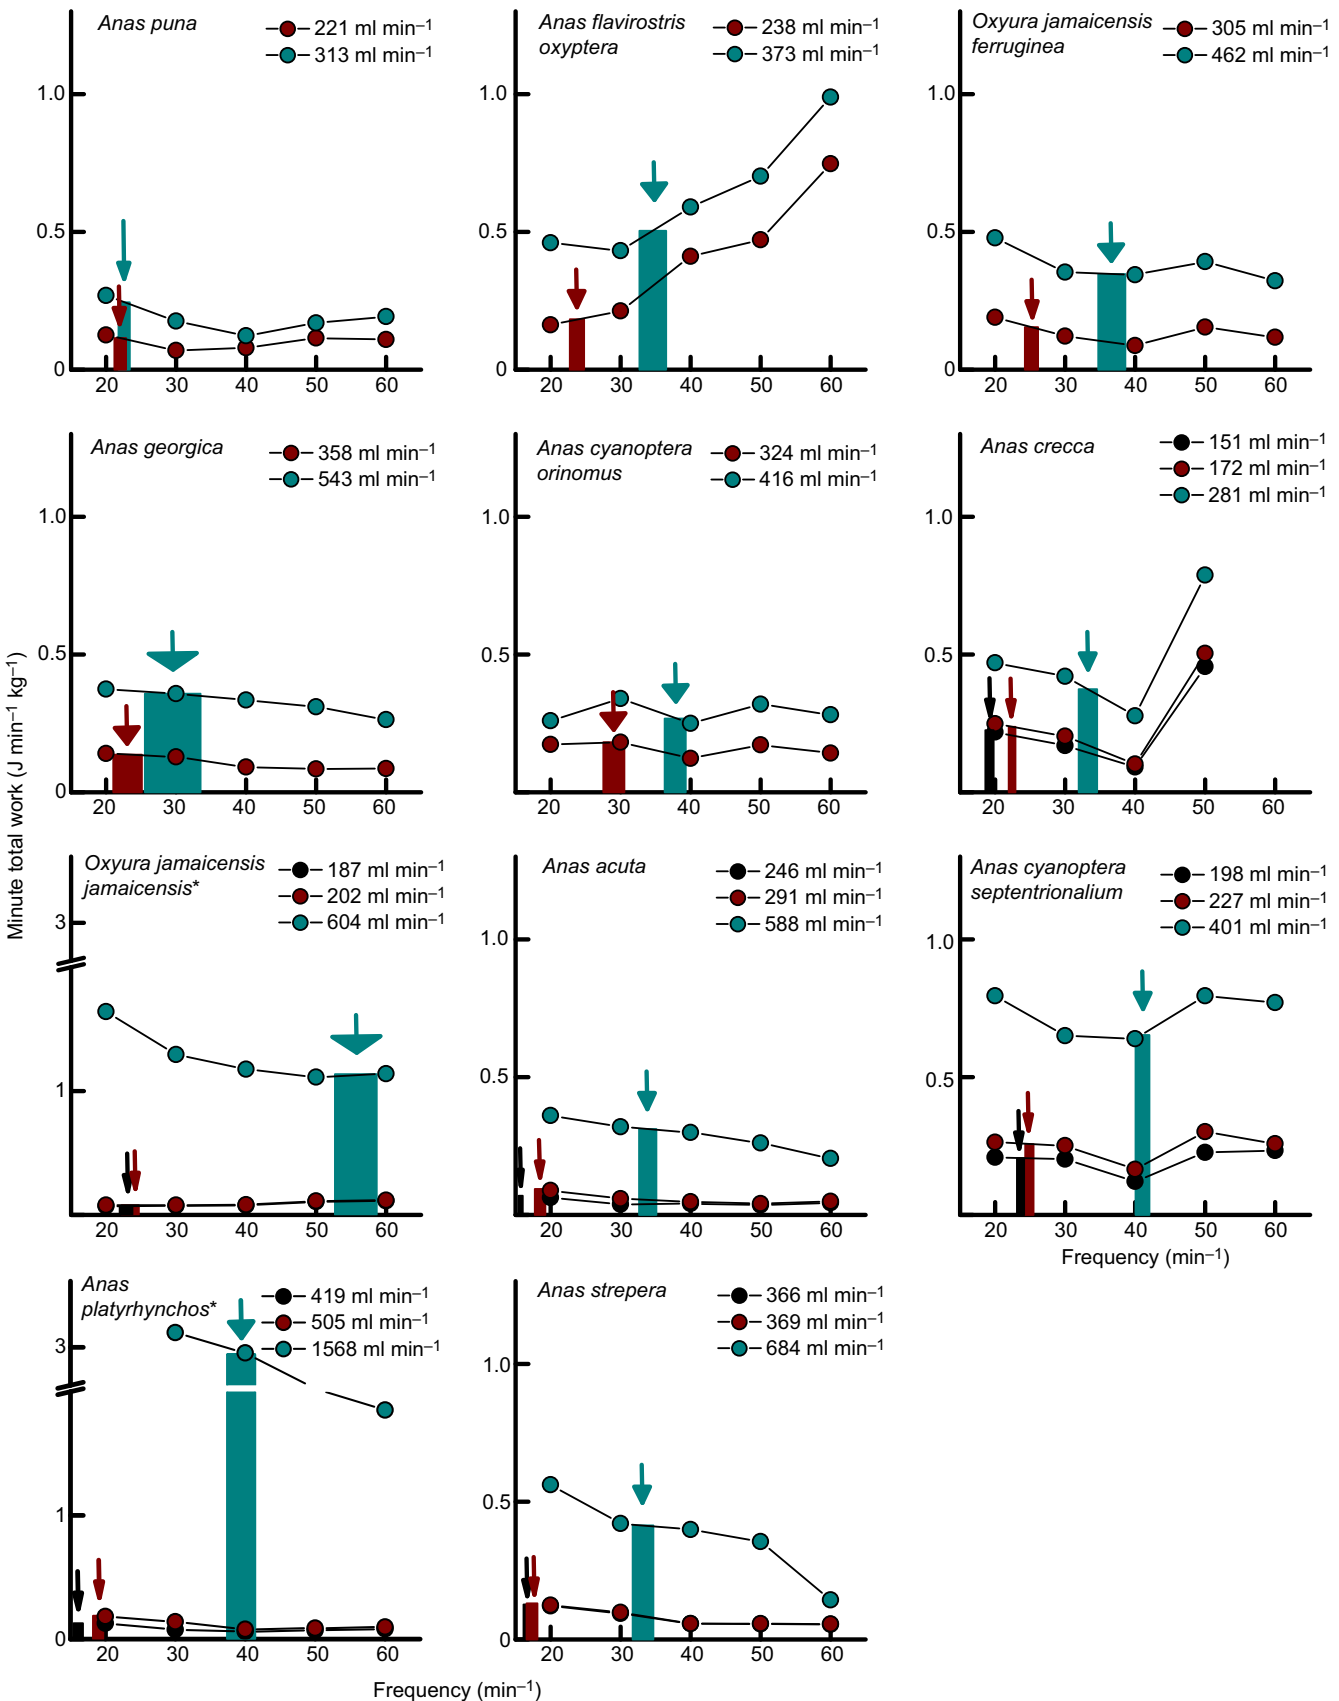 Anas puna
221 ml min⁻¹
313 ml min⁻¹
1.0
0.5
0
20 30 40 50 60
Anas flavirostris
oxyptera
238 ml min⁻¹
373 ml min⁻¹
1.0
0.5
0
20 30 40 50 60
Oxyura jamaicensis
ferruginea
305 ml min⁻¹
462 ml min⁻¹
1.0
0.5
0
20 30 40 50 60
Anas georgica
358 ml min⁻¹
543 ml min⁻¹
1.0
0.5
0
20 30 40 50 60
Anas cyanoptera
orinomus
324 ml min⁻¹
416 ml min⁻¹
1.0
0.5
0
20 30 40 50 60
Anas crecca
151 ml min⁻¹
172 ml min⁻¹
281 ml min⁻¹
1.0
0.5
0
20 30 40 50 60
Minute total work (J min⁻¹ kg⁻¹)
Oxyura jamaicensis
jamaicensis*
187 ml min⁻¹
202 ml min⁻¹
604 ml min⁻¹
3
1
0
20 30 40 50 60
Anas acuta
246 ml min⁻¹
291 ml min⁻¹
588 ml min⁻¹
1.0
0.5
0
20 30 40 50 60
Anas cyanoptera
septentrionalium
198 ml min⁻¹
227 ml min⁻¹
401 ml min⁻¹
1.0
0.5
0
20 30 40 50 60
Frequency (min⁻¹)
Anas
platyrhynchos*
419 ml min⁻¹
505 ml min⁻¹
1568 ml min⁻¹
3
1
0
20 30 40 50 60
Anas strepera
366 ml min⁻¹
369 ml min⁻¹
684 ml min⁻¹
1.0
0.5
0
20 30 40 50 60
Frequency (min⁻¹)